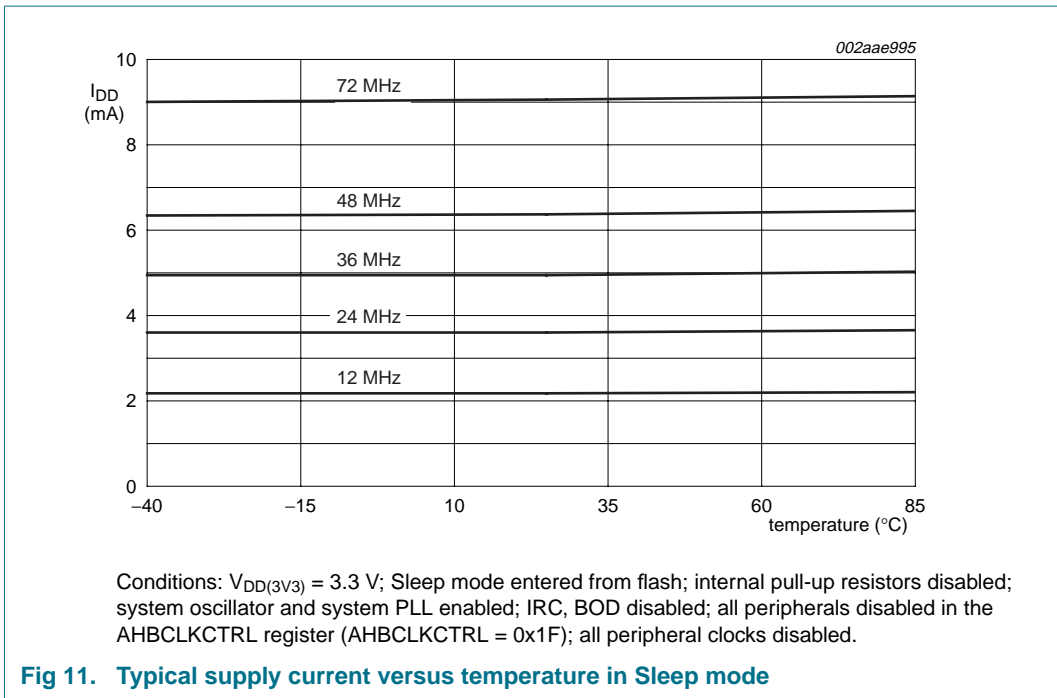 002aae995
10
I_DD
(mA)
8
6
4
2
0
72 MHz
48 MHz
36 MHz
24 MHz
12 MHz
−40
−15
10
35
60
85
temperature (°C)
Conditions: V_DD(3V3) = 3.3 V; Sleep mode entered from flash; internal pull-up resistors disabled;
system oscillator and system PLL enabled; IRC, BOD disabled; all peripherals disabled in the
AHBCLKCTRL register (AHBCLKCTRL = 0x1F); all peripheral clocks disabled.
Fig 11. Typical supply current versus temperature in Sleep mode